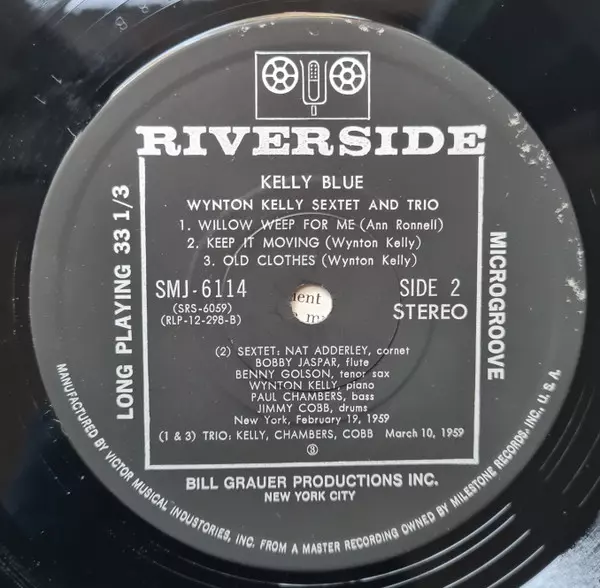 RIVERSIDE
KELLY BLUE
WYNTON KELLY SEXTET AND TRIO
1. WILLOW WEEP FOR ME (Ann Ronnell)
2. KEEP IT MOVING (Wynton Kelly)
3. OLD CLOTHES (Wynton Kelly)
SMJ-6114
(SRS-6059)
(RLP-12-298-B)
SIDE 2
STEREO
ent
m
(2) SEXTET: NAT ADDERLEY, cornet
BOBBY JASPAR, flute
BENNY GOLSON, tenor sax
WYNTON KELLY, piano
PAUL CHAMBERS, bass
JIMMY COBB, drums
New York, February 19, 1959
(1 & 3) TRIO: KELLY, CHAMBERS, COBB March 10, 1959
BILL GRAUER PRODUCTIONS INC.
NEW YORK CITY
LONG PLAYING 33 1/3
MICROGROOVE
MANUFACTURED BY VICTOR MUSICAL INDUSTORIES, INC. FROM A MASTER RECORDING OWNED BY MILESTONE RECORDS, INC., U. S. A.